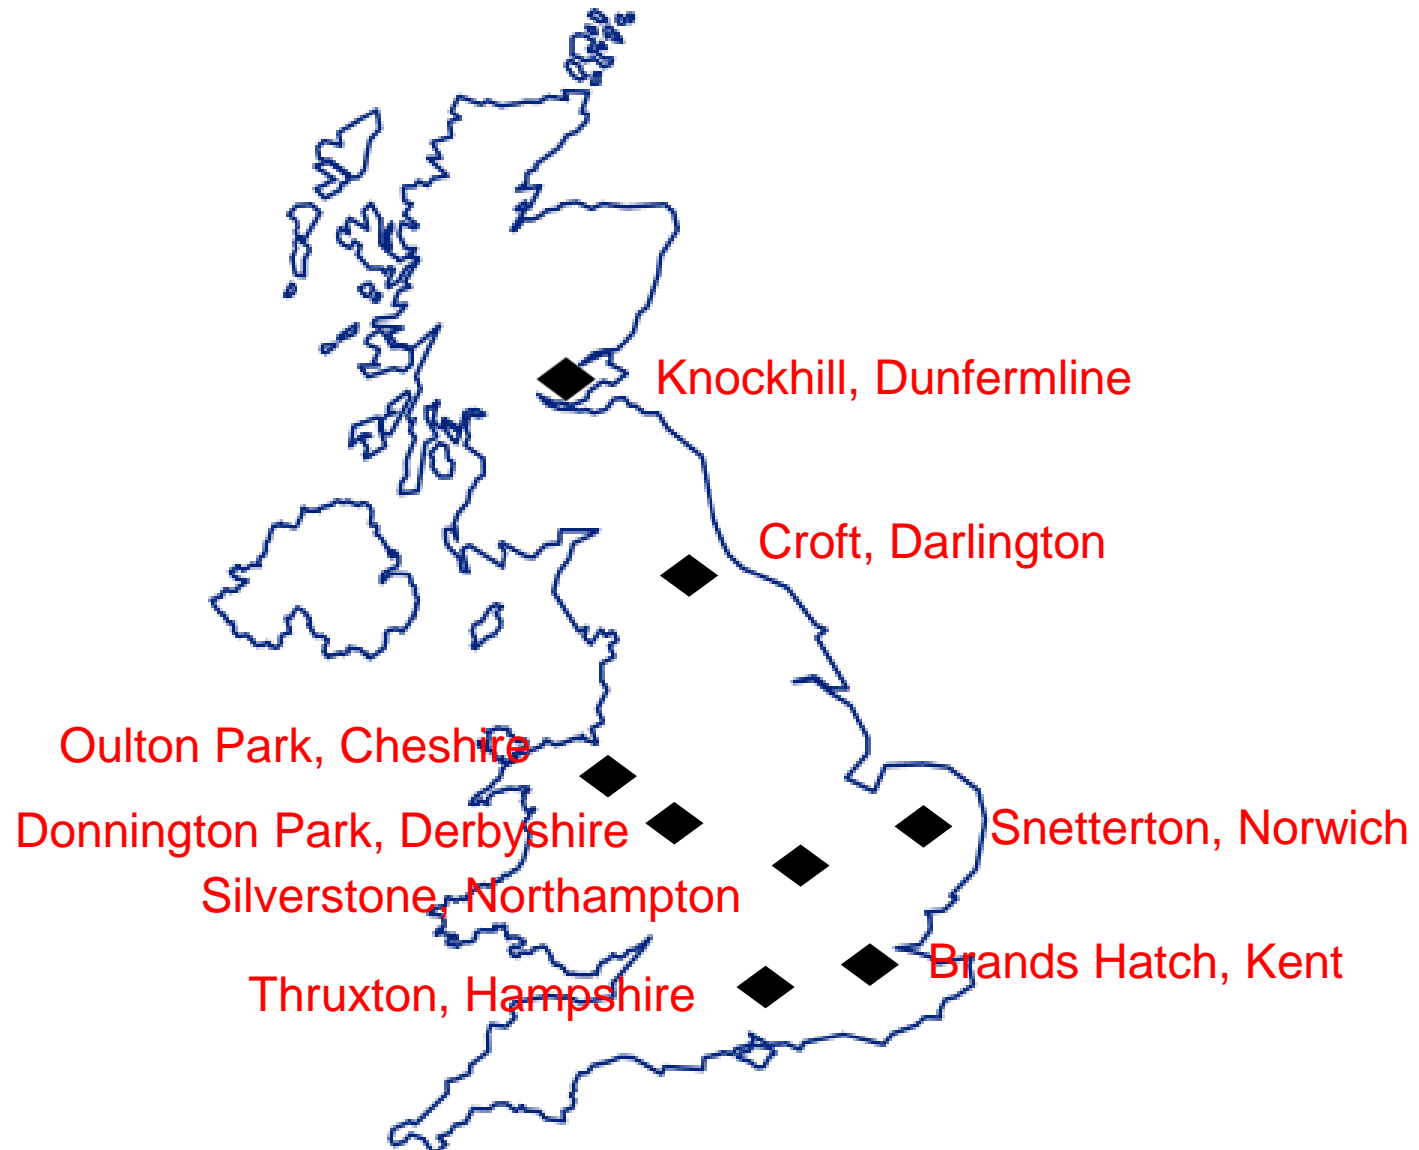 Knockhill, Dunfermline
Croft, Darlington
Oulton Park, Cheshire
Donnington Park, Derbyshire
Snetterton, Norwich
Silverstone, Northampton
Brands Hatch, Kent
Thruxton, Hampshire